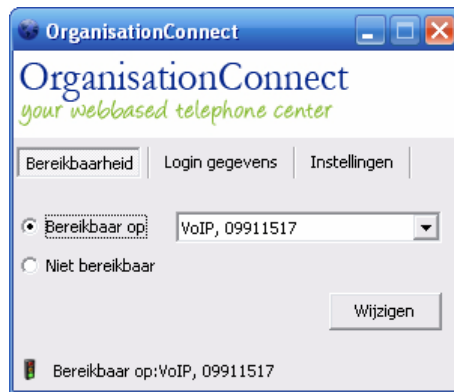 OrganisationConnect
OrganisationConnect
your webbased telephone center
Bereikbaarheid Login gegevens Instellingen
Bereikbaar op VoIP, 09911517
Niet bereikbaar
Wijzigen
Bereikbaar op:VoIP, 09911517